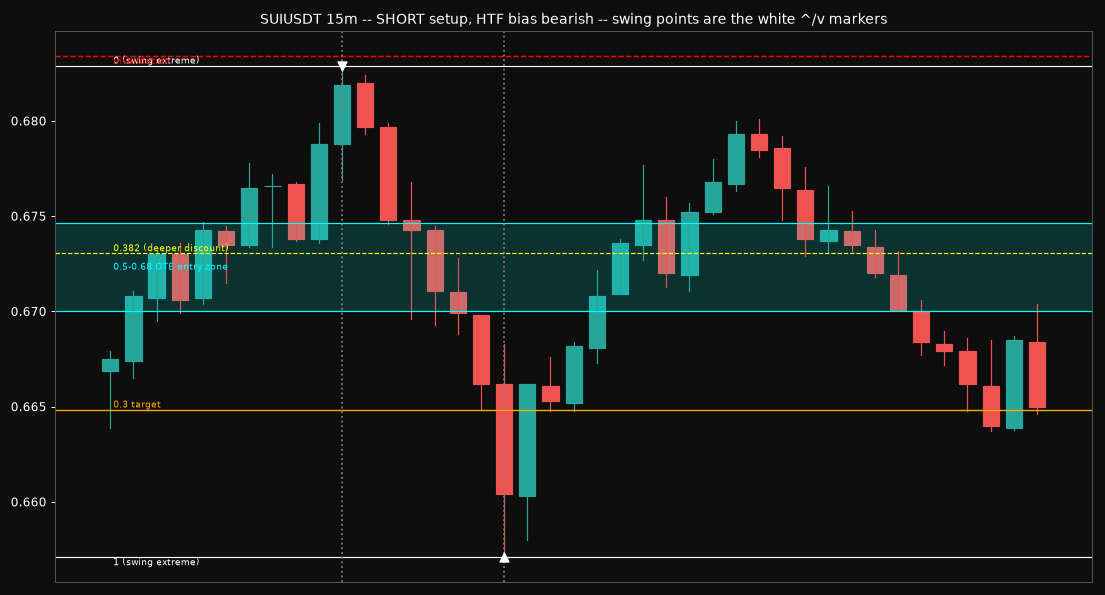 SUIUSDT 15m -- SHORT setup, HTF bias bearish -- swing points are the white ^/v markers
0 (swing extreme)
0.680
0.675
0.382 (deeper discount)
0.5-0.68 OTE entry zone
0.670
0.665
0.3 target
0.660
1 (swing extreme)